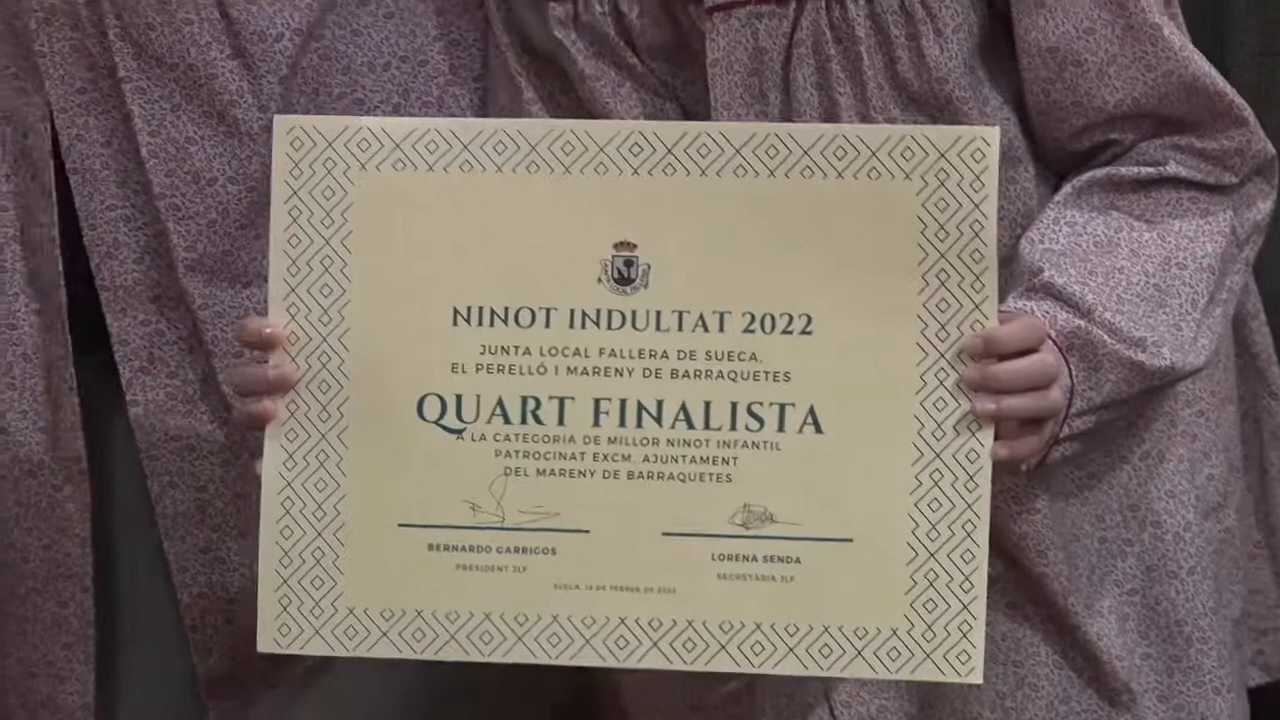 NINOT INDULTAT 2022
JUNTA LOCAL FALLERA DE SUECA,
EL PERELLÓ I MARENY DE BARRAQUETES
QUART FINALISTA
A LA CATEGORÍA DE MILLOR NINOT INFANTIL
PATROCINAT EXCM. AJUNTAMENT
DEL MARENY DE BARRAQUETES
BERNARDO GARRIGOS
LORENA SENDA
PRESIDENT JLF
SECRETÀRIA JLF